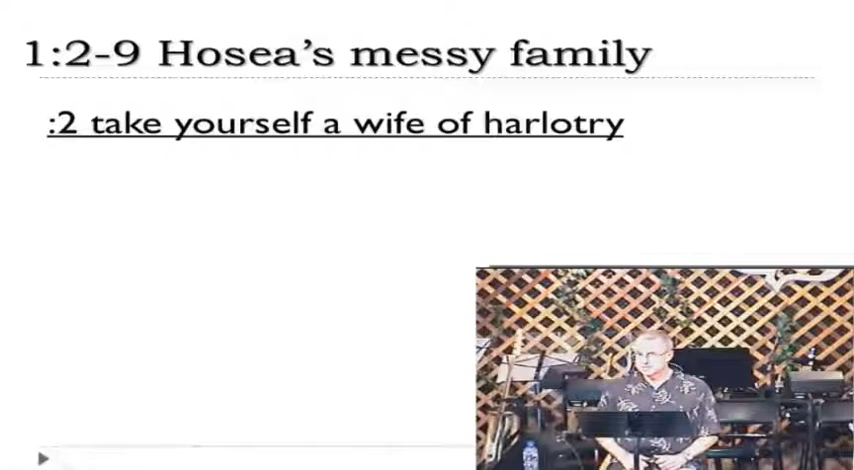 1:2-9 Hosea's messy family
:2 take yourself a wife of harlotry